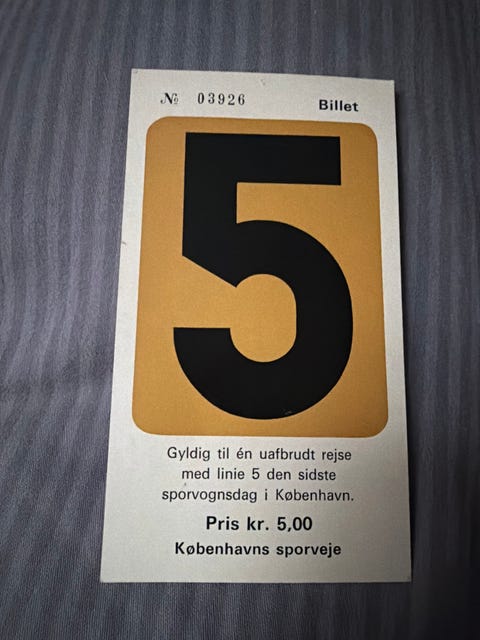 № 03926 Billet
5
Gyldig til én uafbrudt rejse
med linie 5 den sidste
sporvognsdag i København.
Pris kr. 5,00
Københavns sporveje